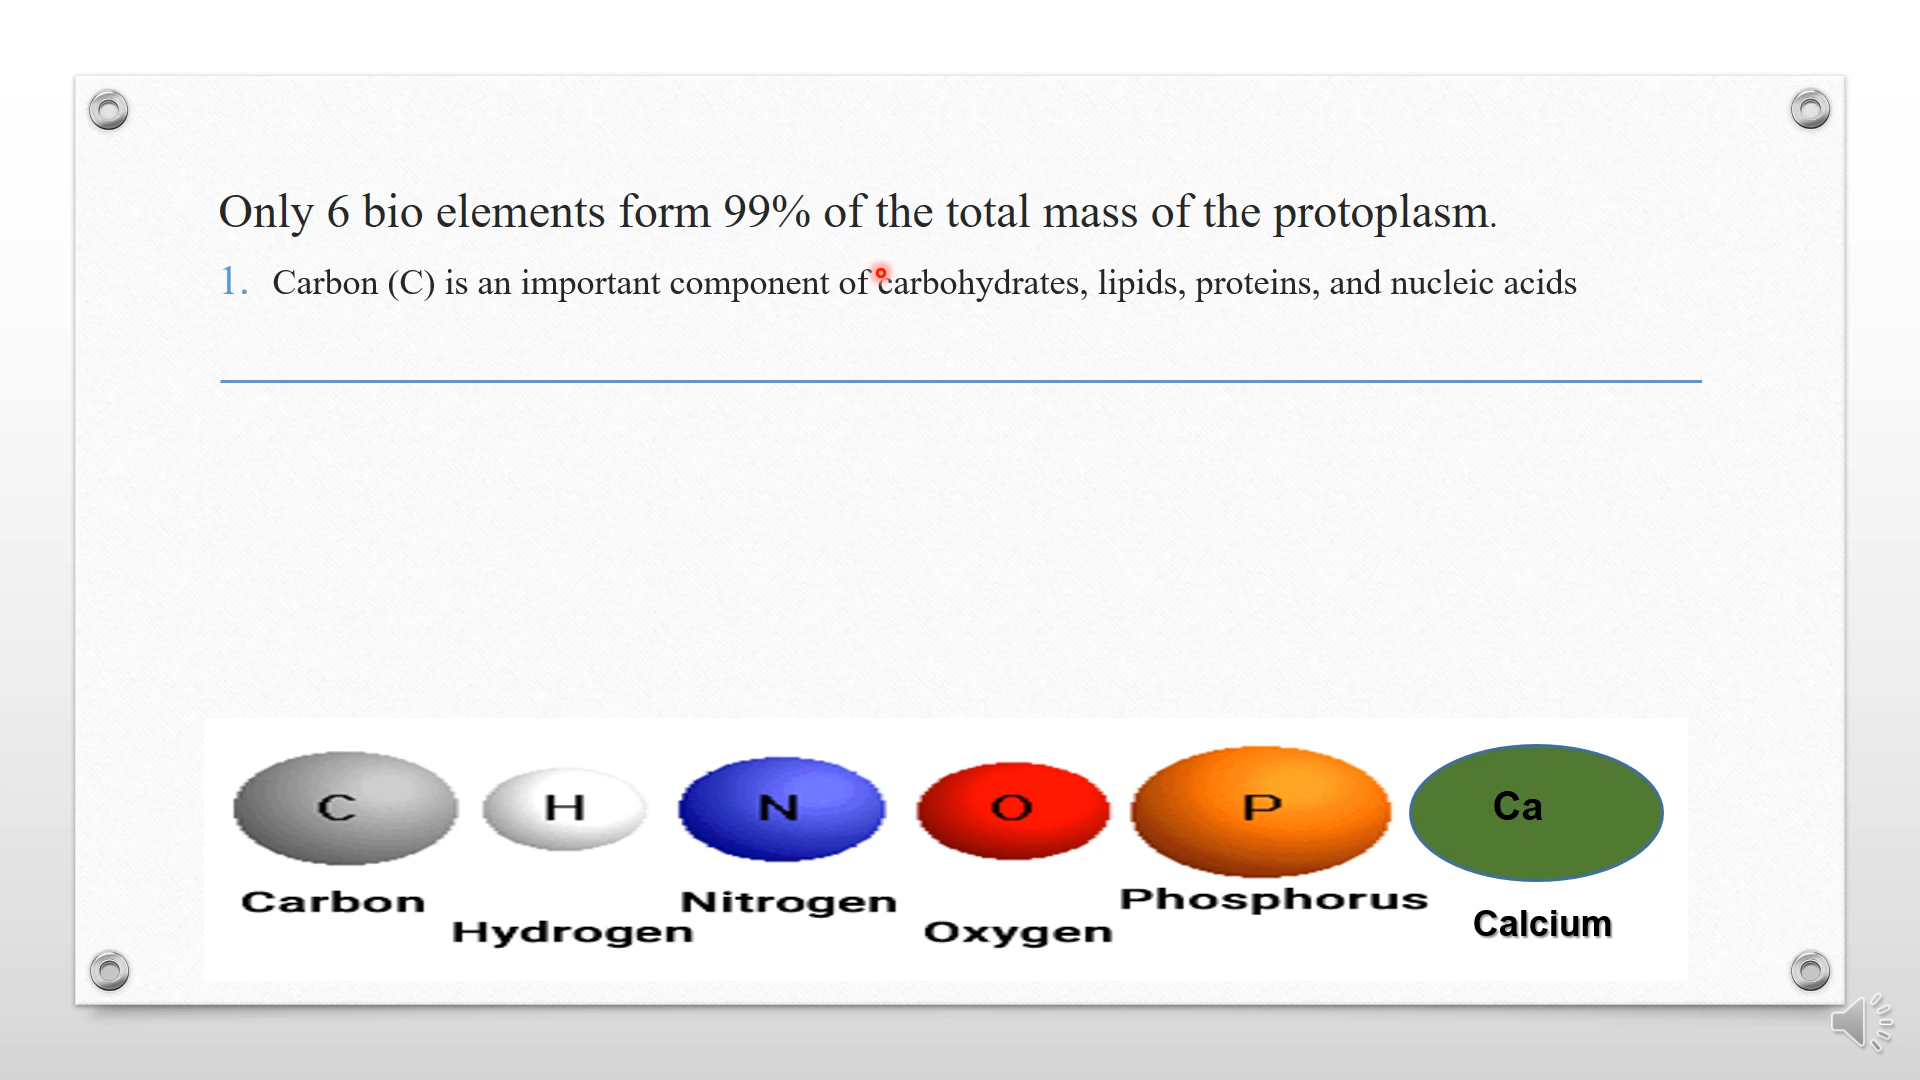 Only 6 bio elements form 99% of the total mass of the protoplasm.
1. Carbon (C) is an important component of carbohydrates, lipids, proteins, and nucleic acids
C H N O P Ca
Carbon Hydrogen Nitrogen Oxygen Phosphorus Calcium